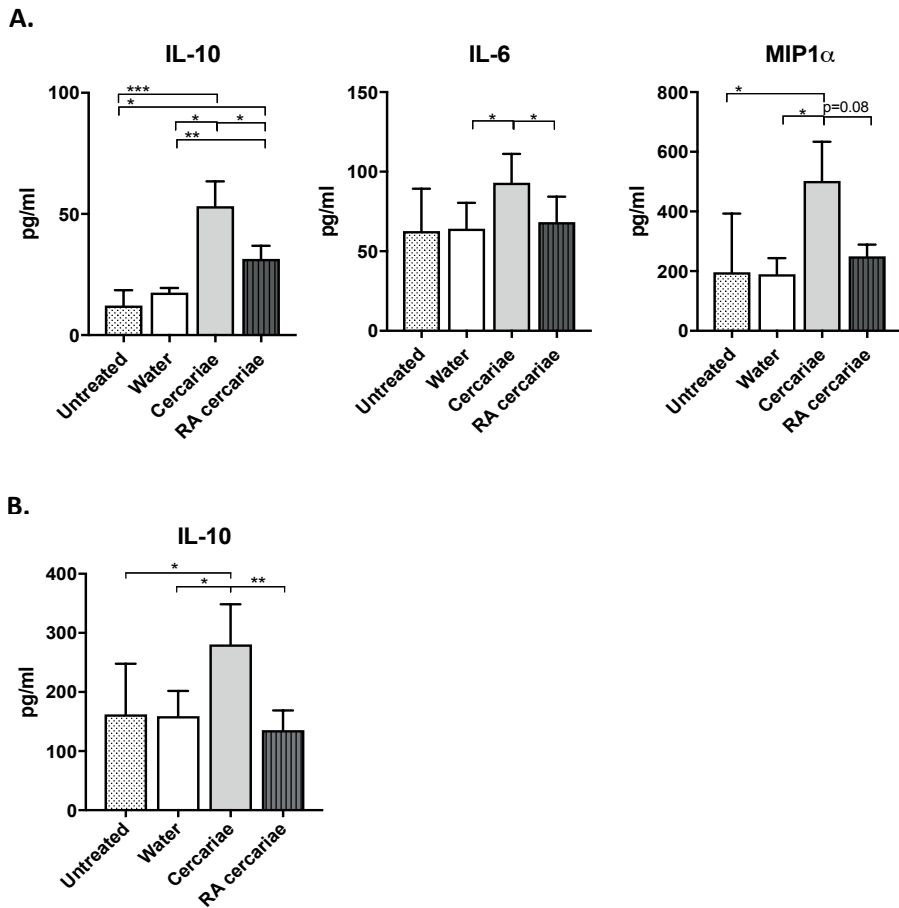 A.
IL-10
IL-6
MIP1α
***
*
*
*
**
*
*
*
*
p=0.08
pg/ml
100
50
0
pg/ml
150
100
50
0
pg/ml
800
600
400
200
0
Untreated
Water
Cercariae
RA cercariae
Untreated
Water
Cercariae
RA cercariae
Untreated
Water
Cercariae
RA cercariae
B.
IL-10
*
*
**
pg/ml
400
300
200
100
0
Untreated
Water
Cercariae
RA cercariae